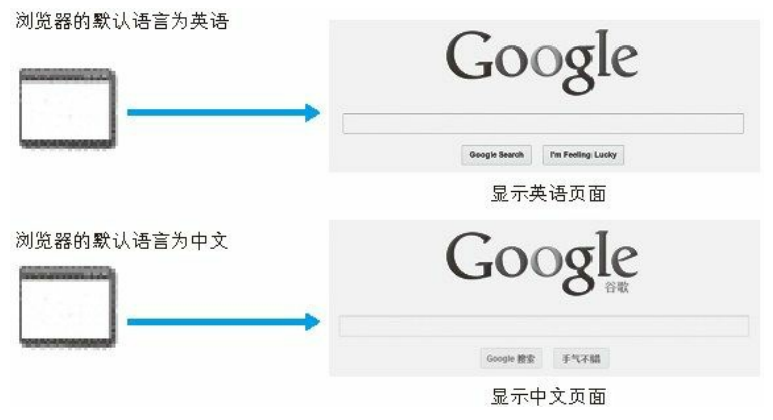 浏览器的默认语言为英语
Google
Google Search
I'm Feeling Lucky
显示英语页面
浏览器的默认语言为中文
Google
谷歌
Google 搜索
手气不错
显示中文页面